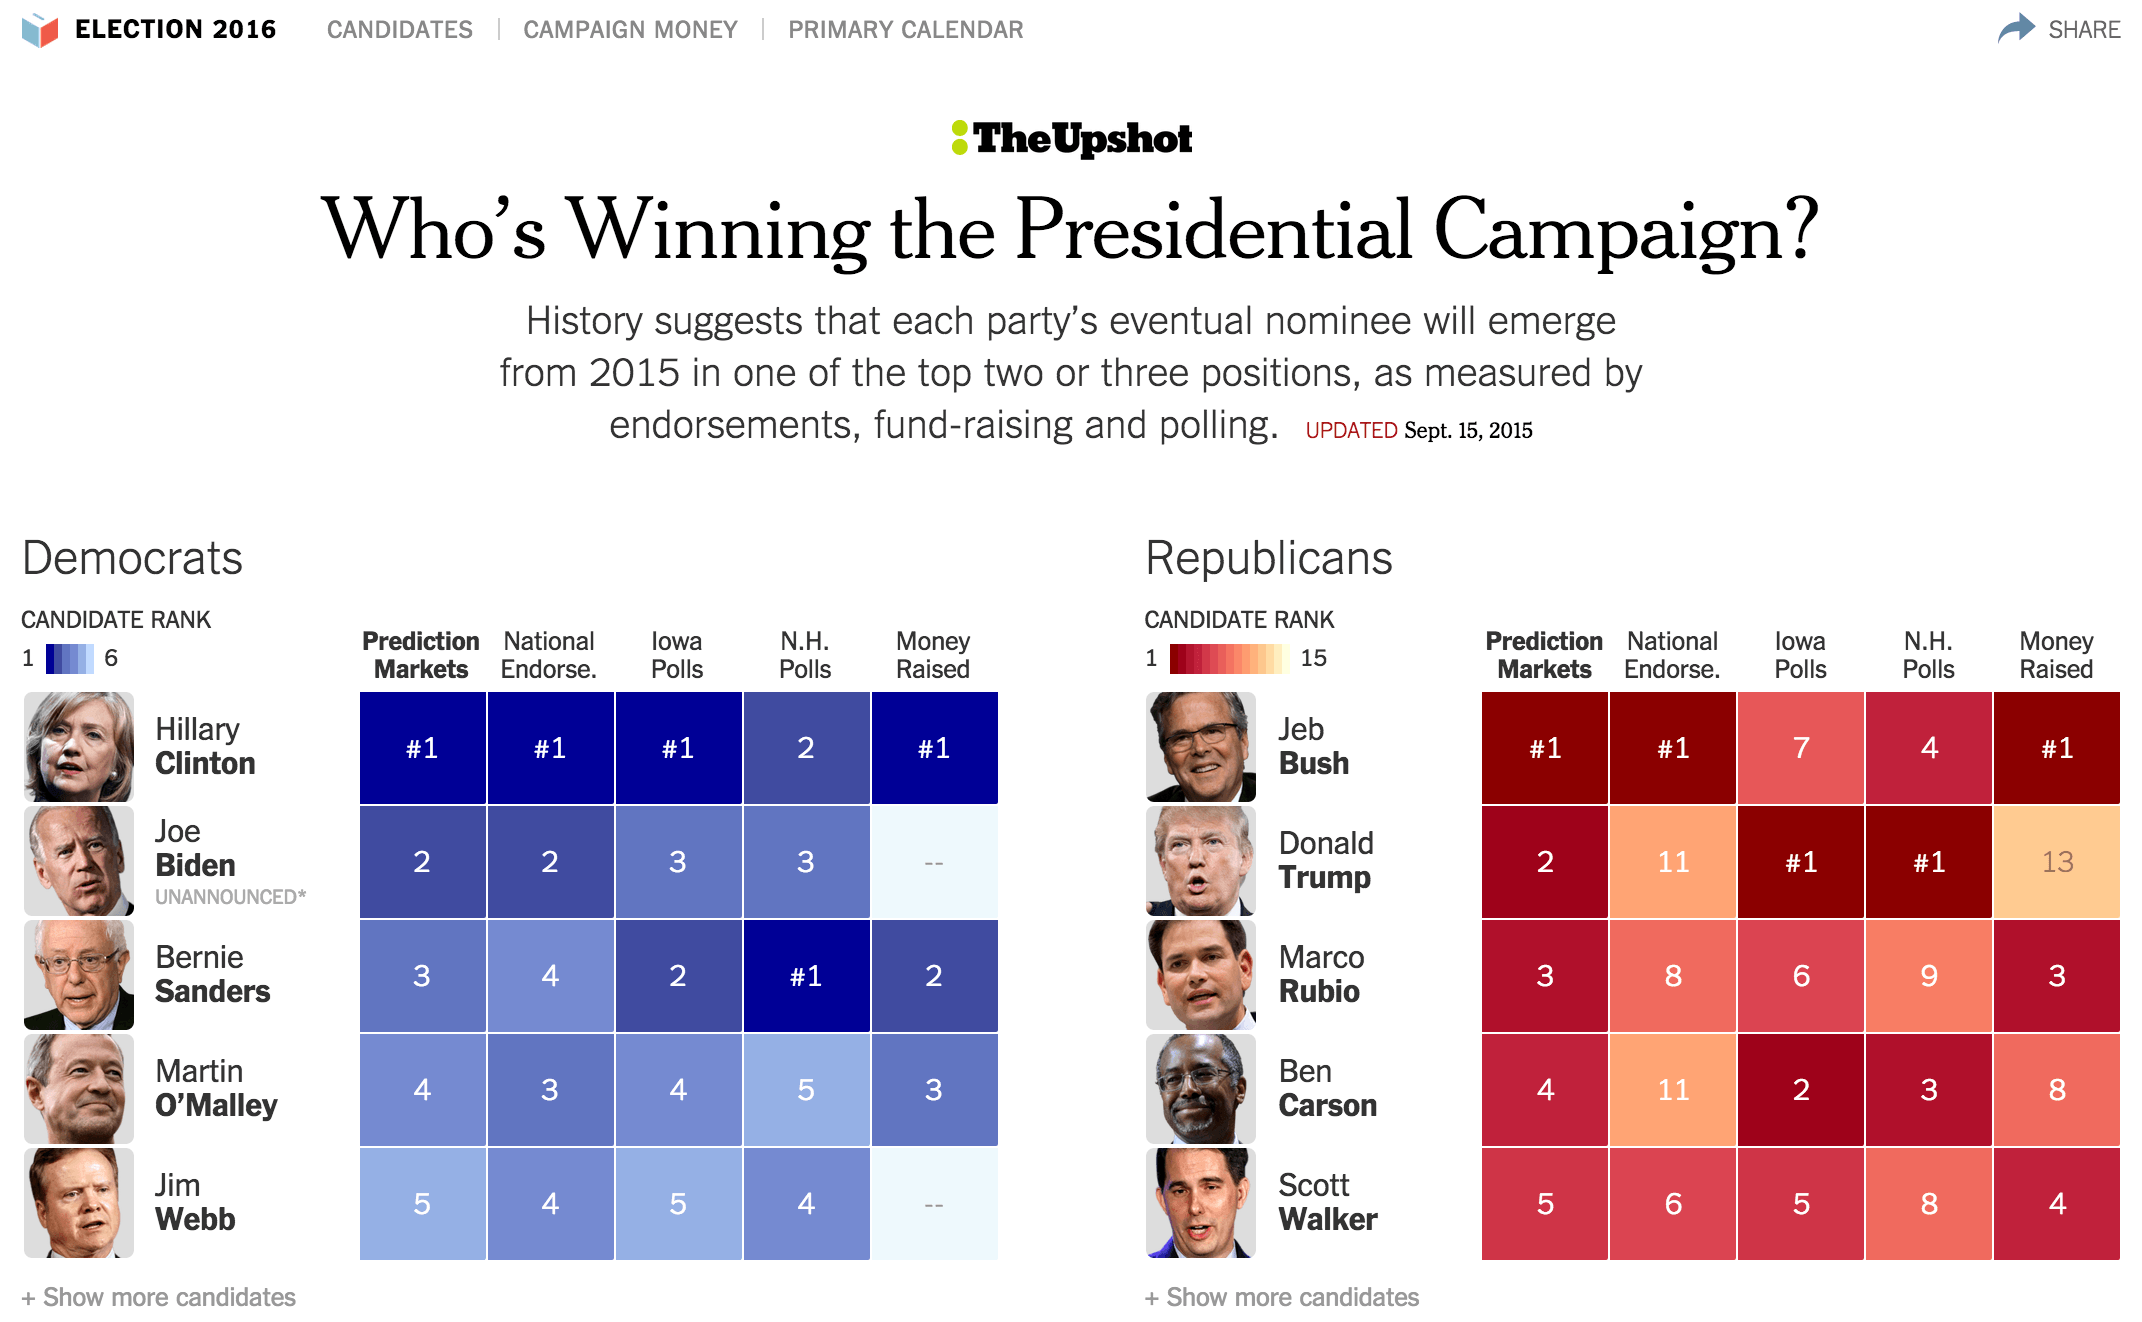 ELECTION 2016 CANDIDATES CAMPAIGN MONEY PRIMARY CALENDAR SHARE
TheUpshot
Who’s Winning the Presidential Campaign?
History suggests that each party’s eventual nominee will emerge
from 2015 in one of the top two or three positions, as measured by
endorsements, fund-raising and polling. UPDATED Sept. 15, 2015
Democrats
CANDIDATE RANK
1 6
Prediction Markets
National Endorse.
Iowa Polls
N.H. Polls
Money Raised
Hillary Clinton #1 #1 #1 2 #1
Joe Biden UNANNOUNCED* 2 2 3 3 --
Bernie Sanders 3 4 2 #1 2
Martin O’Malley 4 3 4 5 3
Jim Webb 5 4 5 4 --
+ Show more candidates
Republicans
CANDIDATE RANK
1 15
Prediction Markets
National Endorse.
Iowa Polls
N.H. Polls
Money Raised
Jeb Bush #1 #1 7 4 #1
Donald Trump 2 11 #1 #1 13
Marco Rubio 3 8 6 9 3
Ben Carson 4 11 2 3 8
Scott Walker 5 6 5 8 4
+ Show more candidates